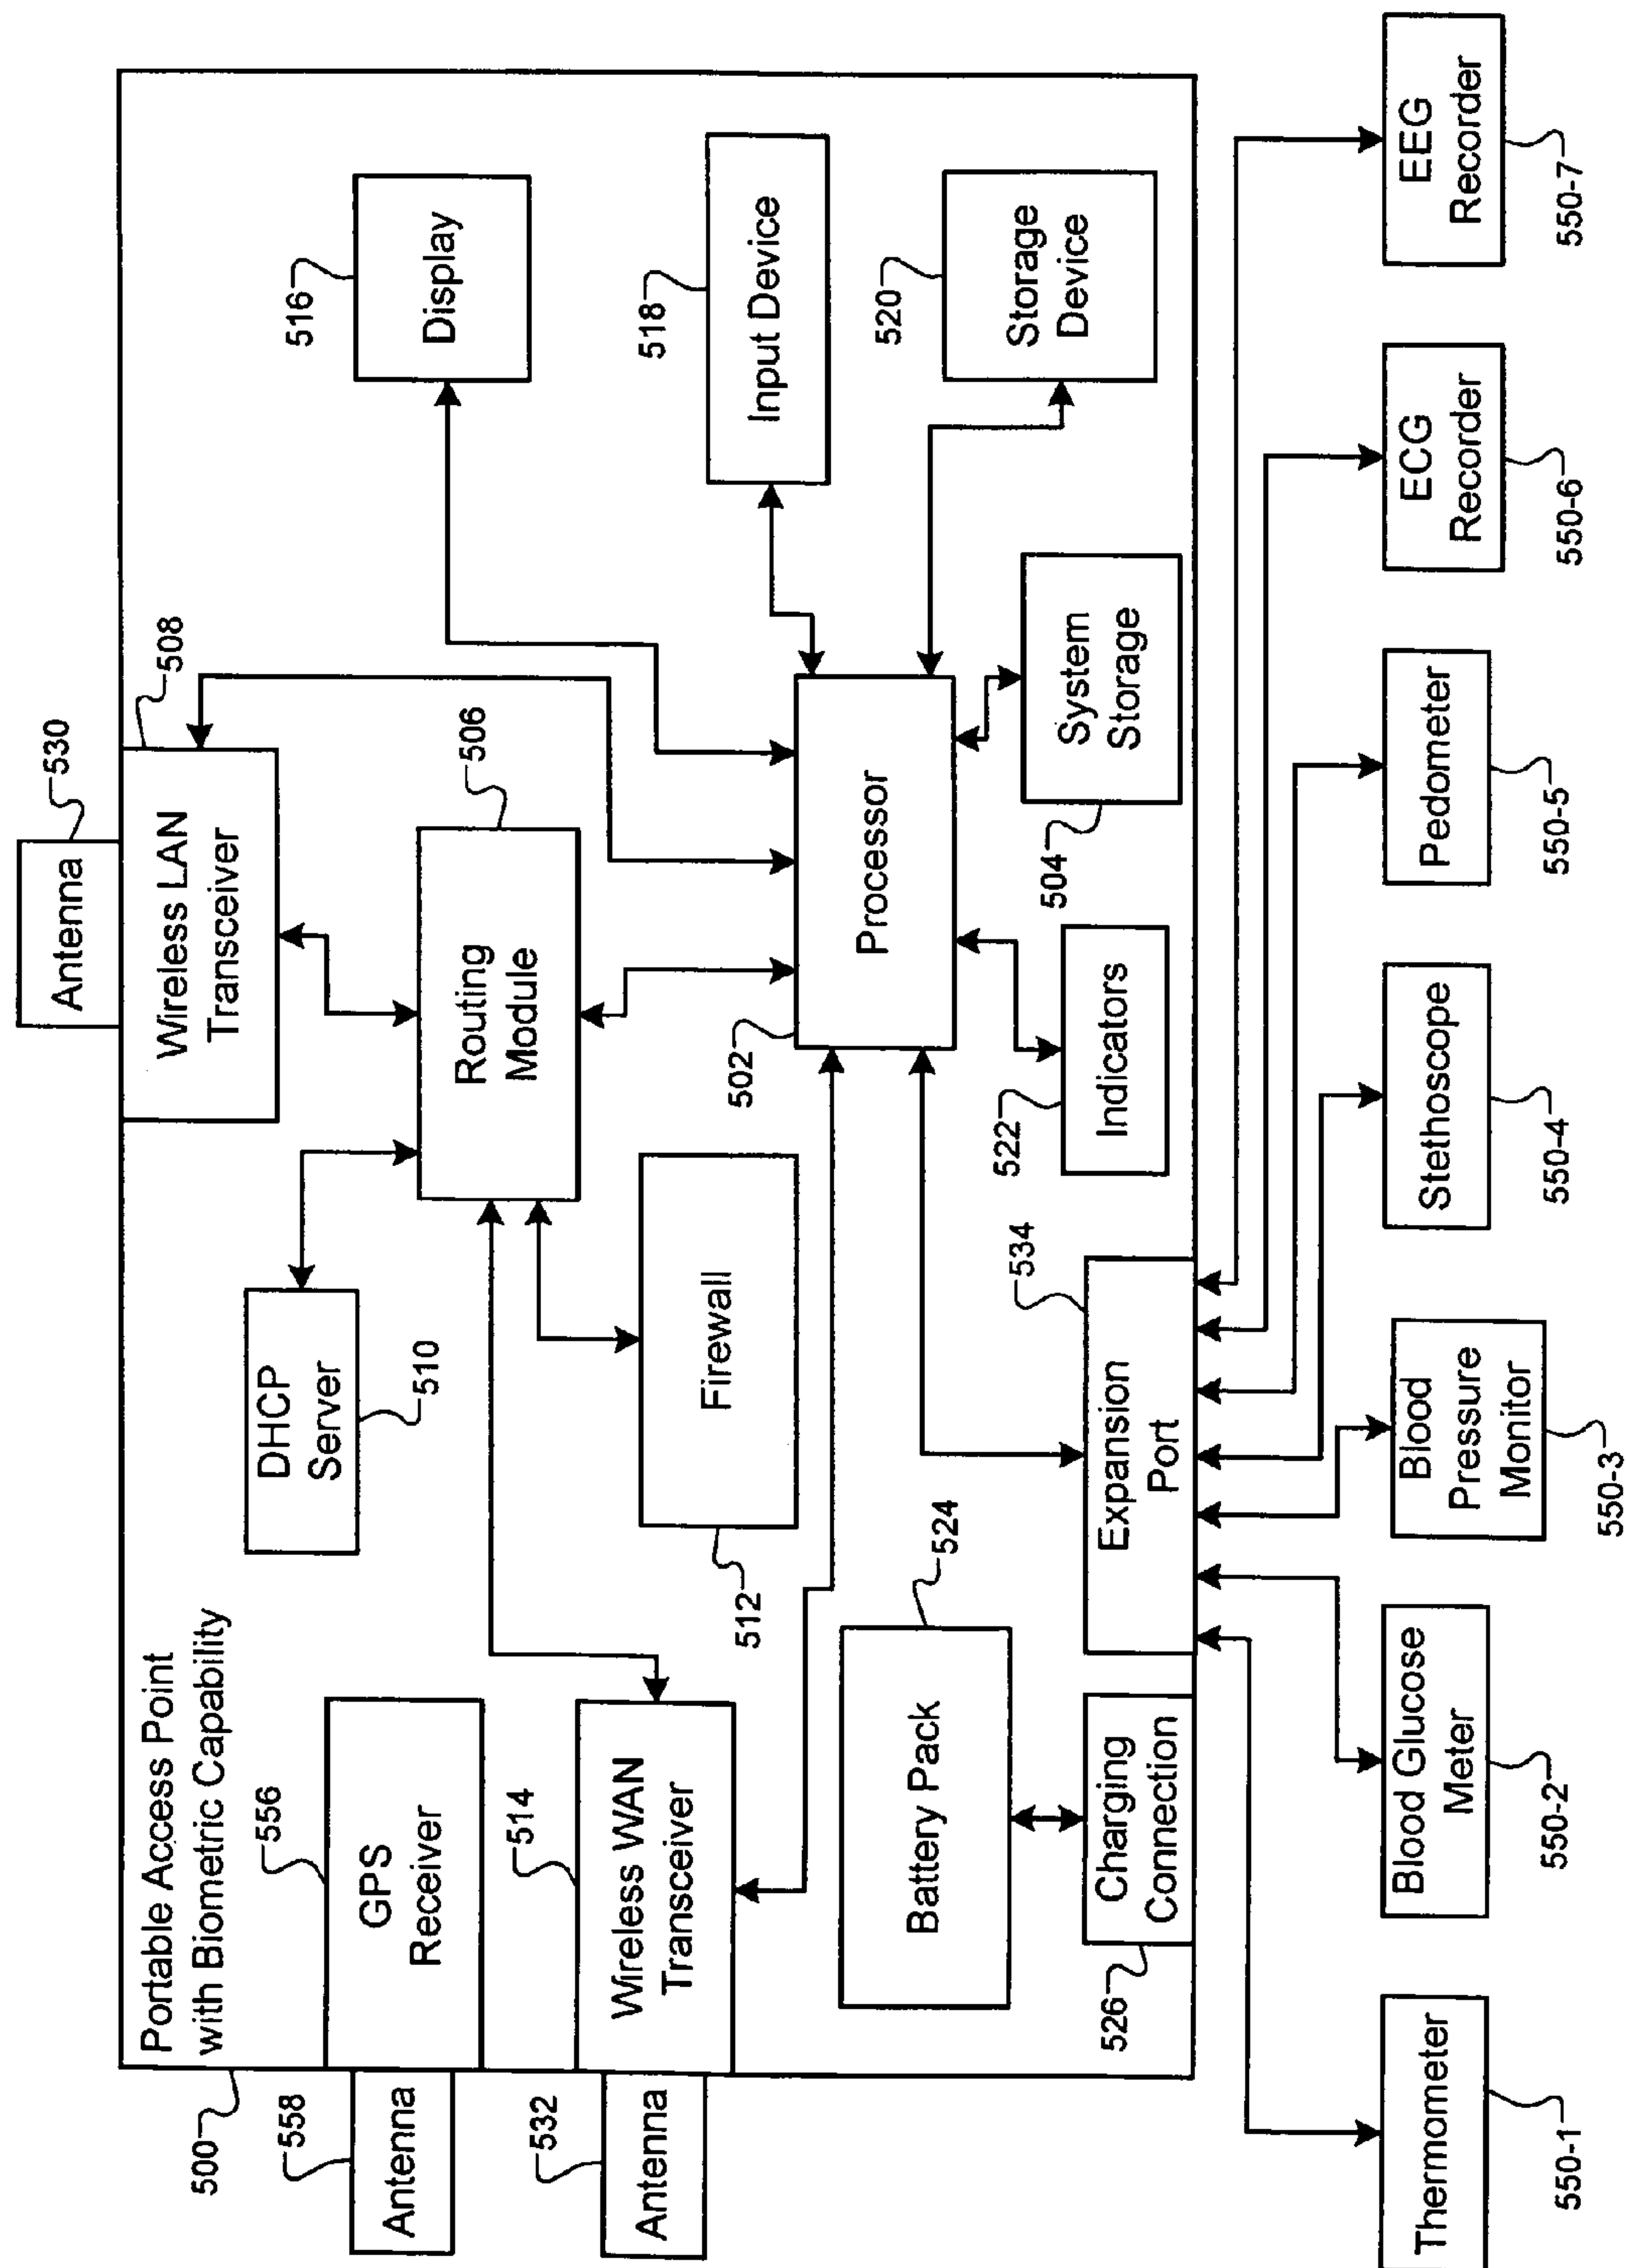 Portable Access Point
with Biometric Capability
500
Antenna
530
Wireless LAN
Transceiver
508
DHCP
Server
510
Routing
Module
506
Display
516
GPS
Receiver
556
Antenna
558
Firewall
512
Input Device
518
Wireless WAN
Transceiver
514
Antenna
532
Processor
502
Storage
Device
520
System
Storage
504
Indicators
522
Battery Pack
524
Charging
Connection
526
Expansion
Port
534
Thermometer
550-1
Blood Glucose
Meter
550-2
Blood
Pressure
Monitor
550-3
Stethoscope
550-4
Pedometer
550-5
ECG
Recorder
550-6
EEG
Recorder
550-7